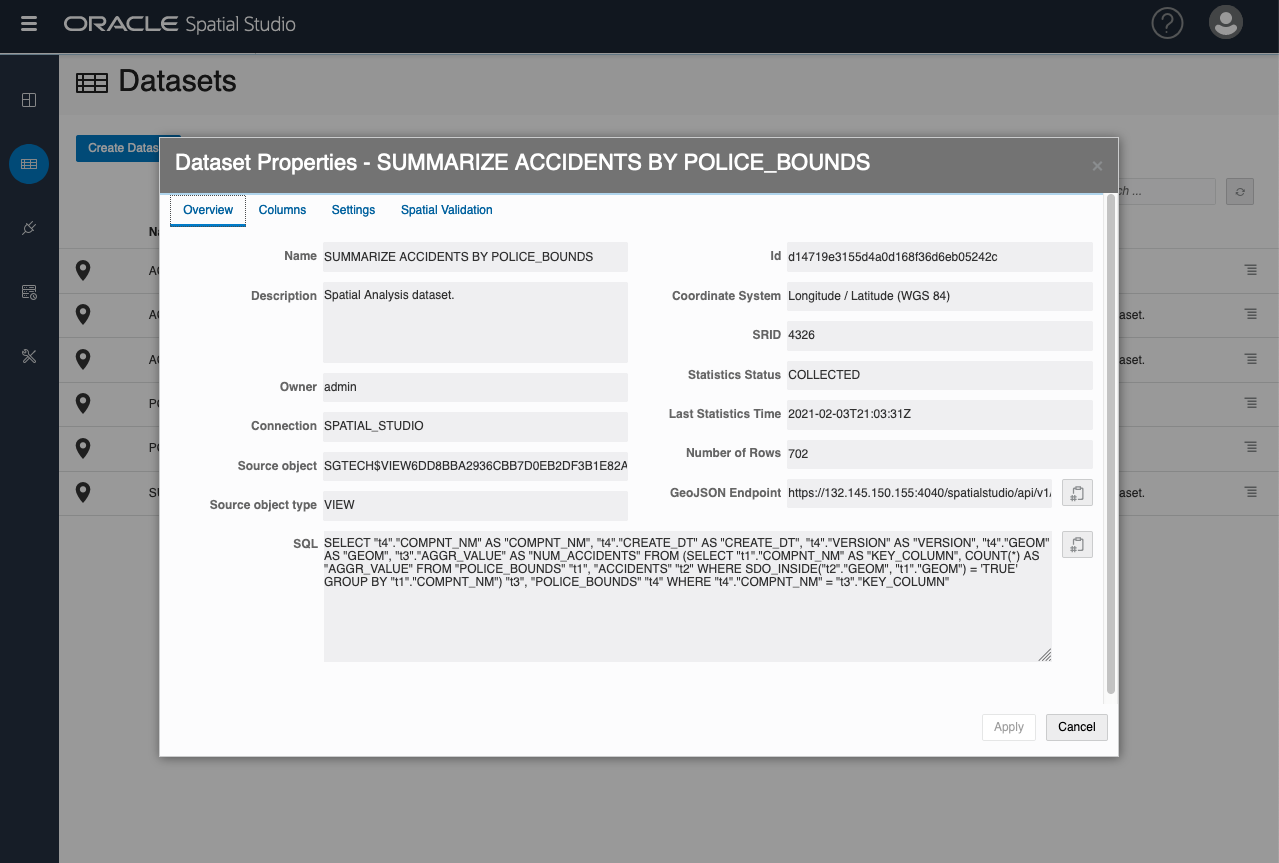 ORACLE Spatial Studio
?
Datasets
Create Datas
ch ...
Dataset Properties - SUMMARIZE ACCIDENTS BY POLICE_BOUNDS
×
Overview Columns Settings Spatial Validation
Name SUMMARIZE ACCIDENTS BY POLICE_BOUNDS
Description Spatial Analysis dataset.
Owner admin
Connection SPATIAL_STUDIO
Source object SGTECH$VIEW6DD8BBA2936CBB7D0EB2DF3B1E82A
Source object type VIEW
Id d14719e3155d4a0d168f36d6eb05242c
Coordinate System Longitude / Latitude (WGS 84)
SRID 4326
Statistics Status COLLECTED
Last Statistics Time 2021-02-03T21:03:31Z
Number of Rows 702
GeoJSON Endpoint https://132.145.150.155:4040/spatialstudio/api/v1/
SQL SELECT "t4"."COMPNT_NM" AS "COMPNT_NM", "t4"."CREATE_DT" AS "CREATE_DT", "t4"."VERSION" AS "VERSION", "t4"."GEOM"
AS "GEOM", "t3"."AGGR_VALUE" AS "NUM_ACCIDENTS" FROM (SELECT "t1"."COMPNT_NM" AS "KEY_COLUMN", COUNT(*) AS
"AGGR_VALUE" FROM "POLICE_BOUNDS" "t1", "ACCIDENTS" "t2" WHERE SDO_INSIDE("t2"."GEOM", "t1"."GEOM") = 'TRUE'
GROUP BY "t1"."COMPNT_NM") "t3", "POLICE_BOUNDS" "t4" WHERE "t4"."COMPNT_NM" = "t3"."KEY_COLUMN"
Apply Cancel
N
AC
AC taset.
AC taset.
PO
PO
SU taset.